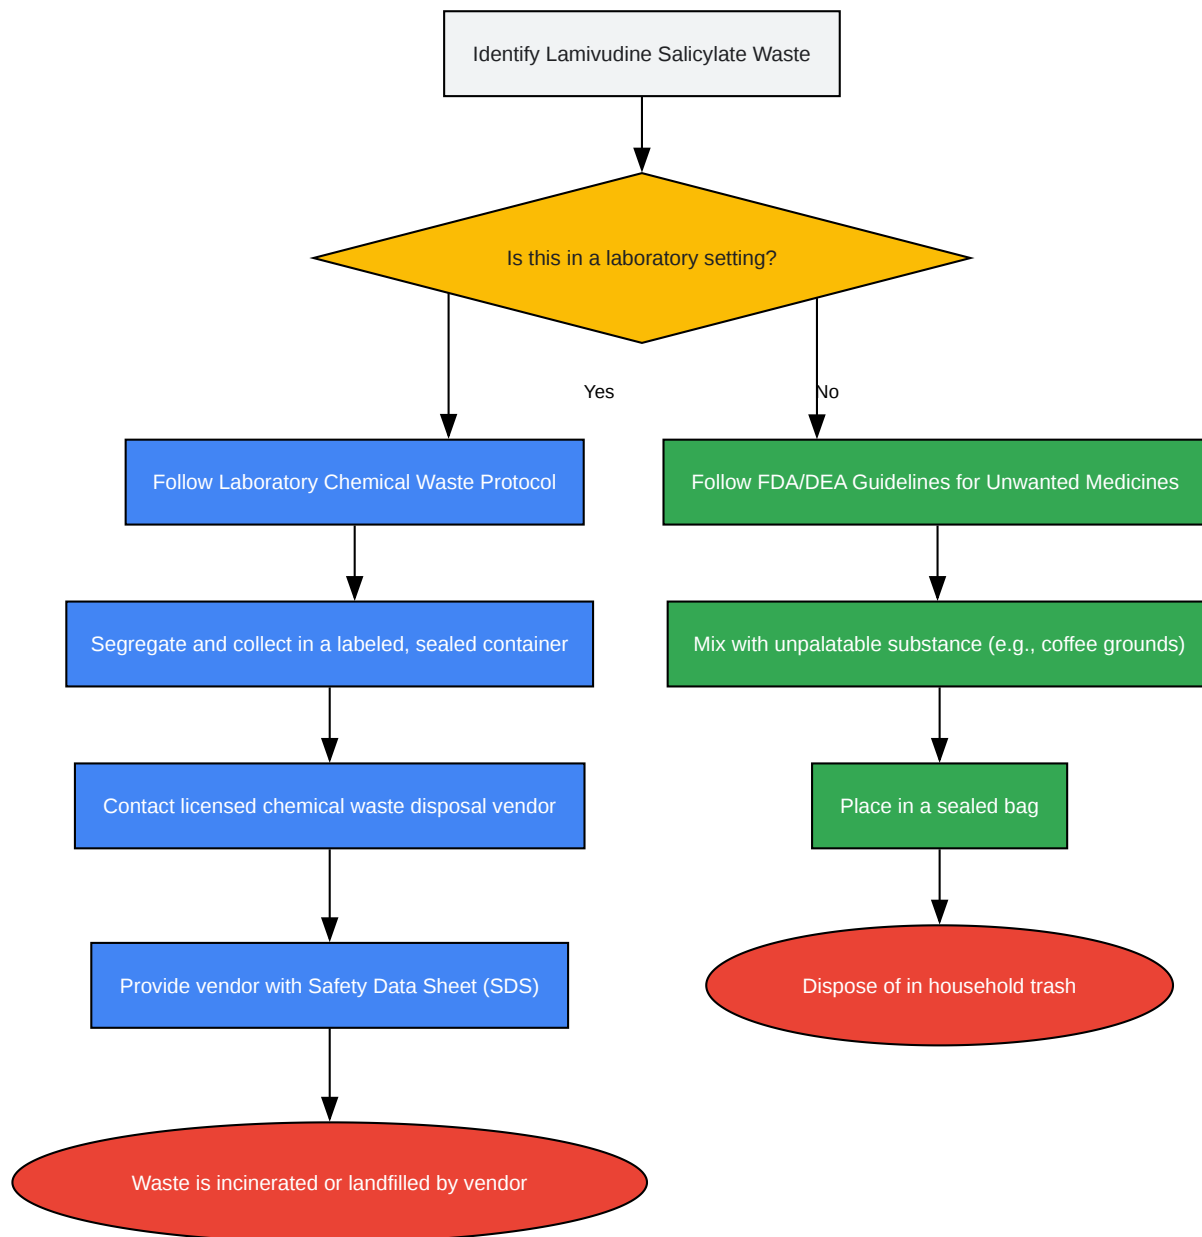 Identify Lamivudine Salicylate Waste
Is this in a laboratory setting?
Yes
No
Follow Laboratory Chemical Waste Protocol
Follow FDA/DEA Guidelines for Unwanted Medicines
Segregate and collect in a labeled, sealed container
Mix with unpalatable substance (e.g., coffee grounds)
Contact licensed chemical waste disposal vendor
Place in a sealed bag
Provide vendor with Safety Data Sheet (SDS)
Dispose of in household trash
Waste is incinerated or landfilled by vendor